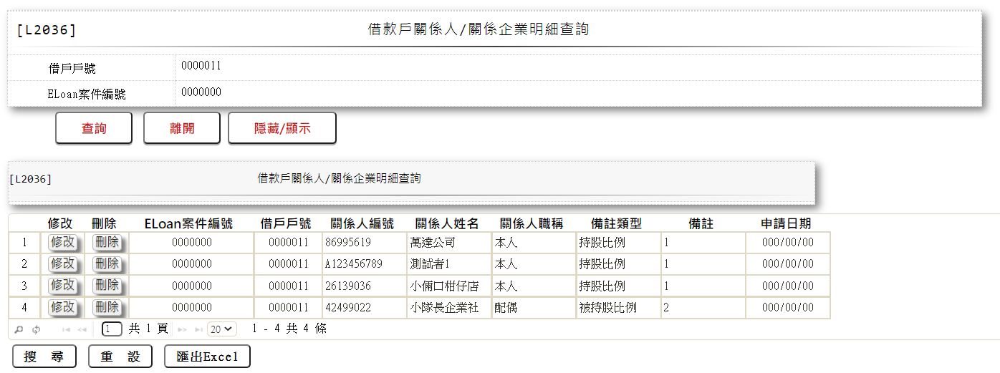 [L2036] 借款戶關係人/關係企業明細查詢
借戶戶號 0000011
ELoan案件編號 0000000
查詢 離開 隱藏/顯示
[L2036] 借款戶關係人/關係企業明細查詢
修改 刪除 ELoan案件編號 借戶戶號 關係人編號 關係人姓名 關係人職稱 備註類型 備註 申請日期
1 修改 刪除 0000000 0000011 86995619 萬達公司 本人 持股比例 1 000/00/00
2 修改 刪除 0000000 0000011 A123456789 測試者1 本人 持股比例 1 000/00/00
3 修改 刪除 0000000 0000011 26139036 小倆口柑仔店 本人 持股比例 1 000/00/00
4 修改 刪除 0000000 0000011 42499022 小隊長企業社 配偶 被持股比例 2 000/00/00
1 共 1 頁 20 1 - 4 共 4 條
搜 尋 重 設 匯出Excel